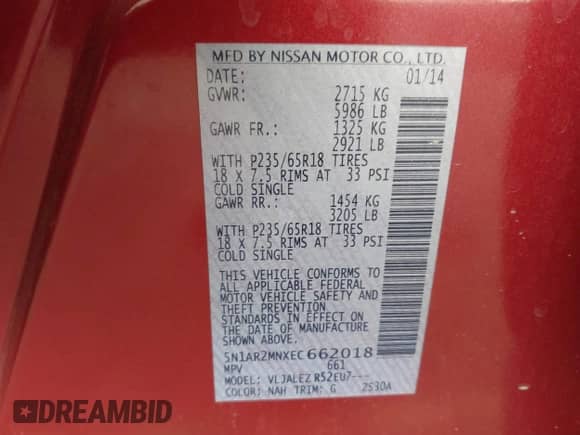 MFD BY NISSAN MOTOR CO., LTD.
DATE: 01/14
GVWR: 2715 KG
5986 LB
GAWR FR.: 1325 KG
2921 LB
WITH P235/65R18 TIRES
18 X 7.5 RIMS AT 33 PSI
COLD SINGLE
GAWR RR.: 1454 KG
3205 LB
WITH P235/65R18 TIRES
18 X 7.5 RIMS AT 33 PSI
COLD SINGLE
THIS VEHICLE CONFORMS TO
ALL APPLICABLE FEDERAL
MOTOR VEHICLE SAFETY AND
THEFT PREVENTION
STANDARDS IN EFFECT ON
THE DATE OF MANUFACTURE
SHOWN ABOVE.
5N1AR2MNXEC662018
MPV 661
MODEL: VLJALEZ R52EU7---
COLOR: NAH TRIM: G 2530A
DREAMBID
DREAMBID